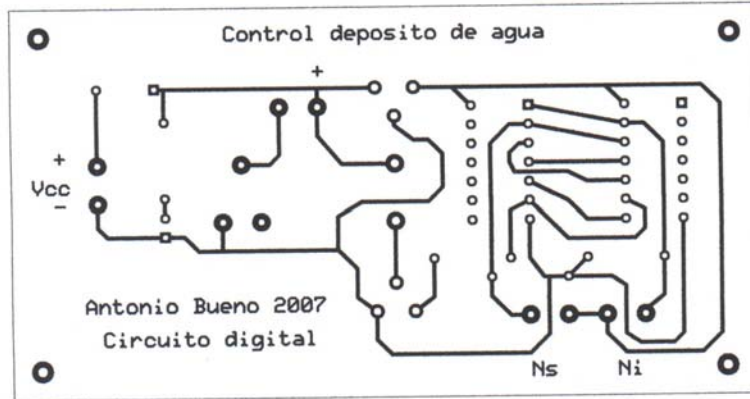 Control deposito de agua
+
+
Vcc
-
Antonio Bueno 2007
Circuito digital
Ns Ni